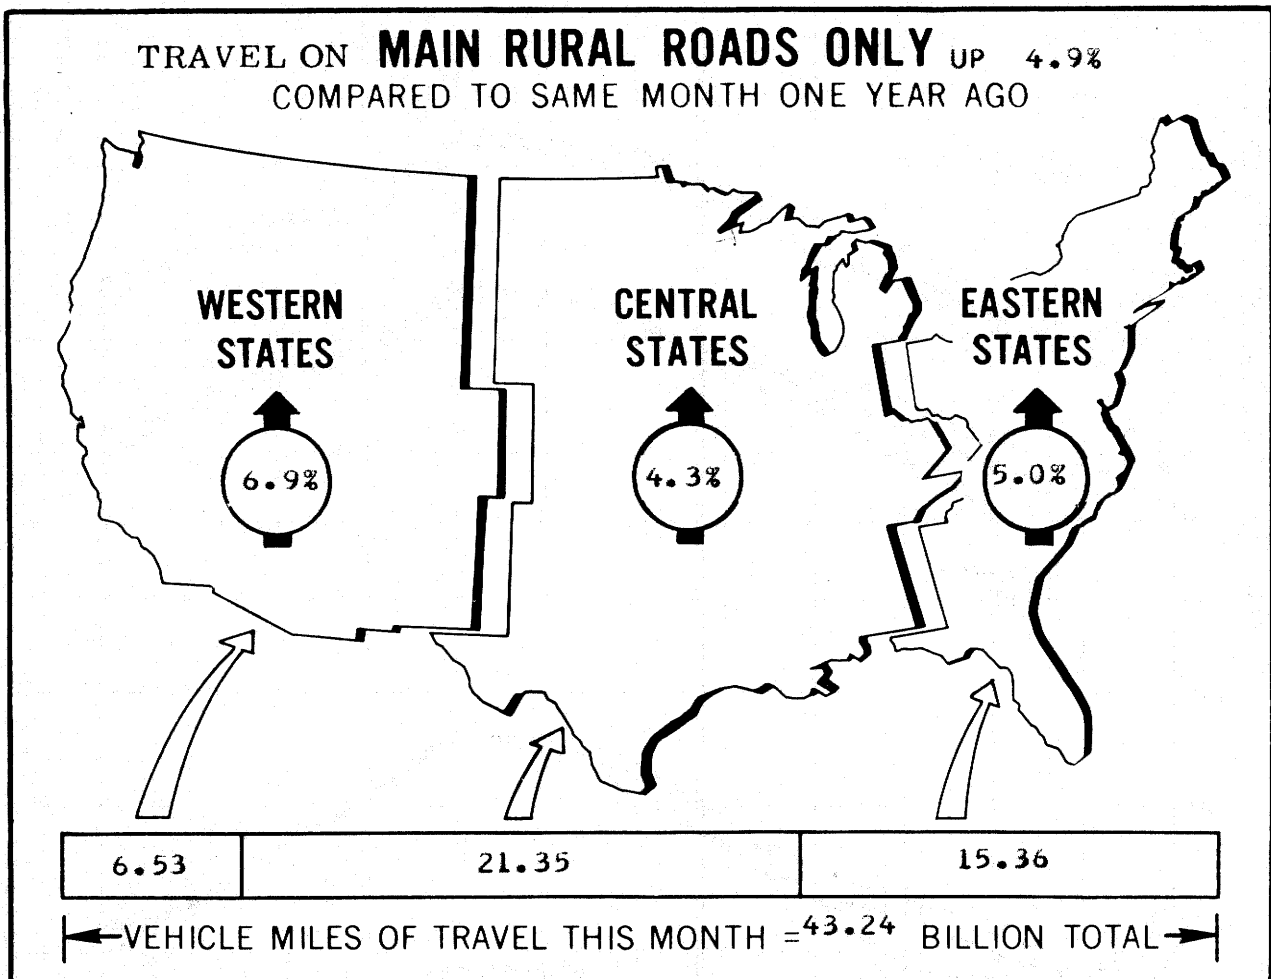 TRAVEL ON MAIN RURAL ROADS ONLY UP 4.9%
COMPARED TO SAME MONTH ONE YEAR AGO
WESTERN
STATES
6.9%
CENTRAL
STATES
4.3%
EASTERN
STATES
5.0%
6.53
21.35
15.36
VEHICLE MILES OF TRAVEL THIS MONTH =43.24 BILLION TOTAL